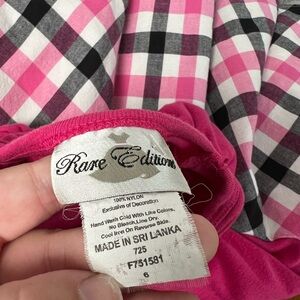 Rare Editions
100% NYLON
Exclusive of Decoration
Hand Wash Cold With Like Colors,
No Bleach,Line Dry.
Cool Iron On Reverse Side.
MADE IN SRI LANKA
725
F751581
6